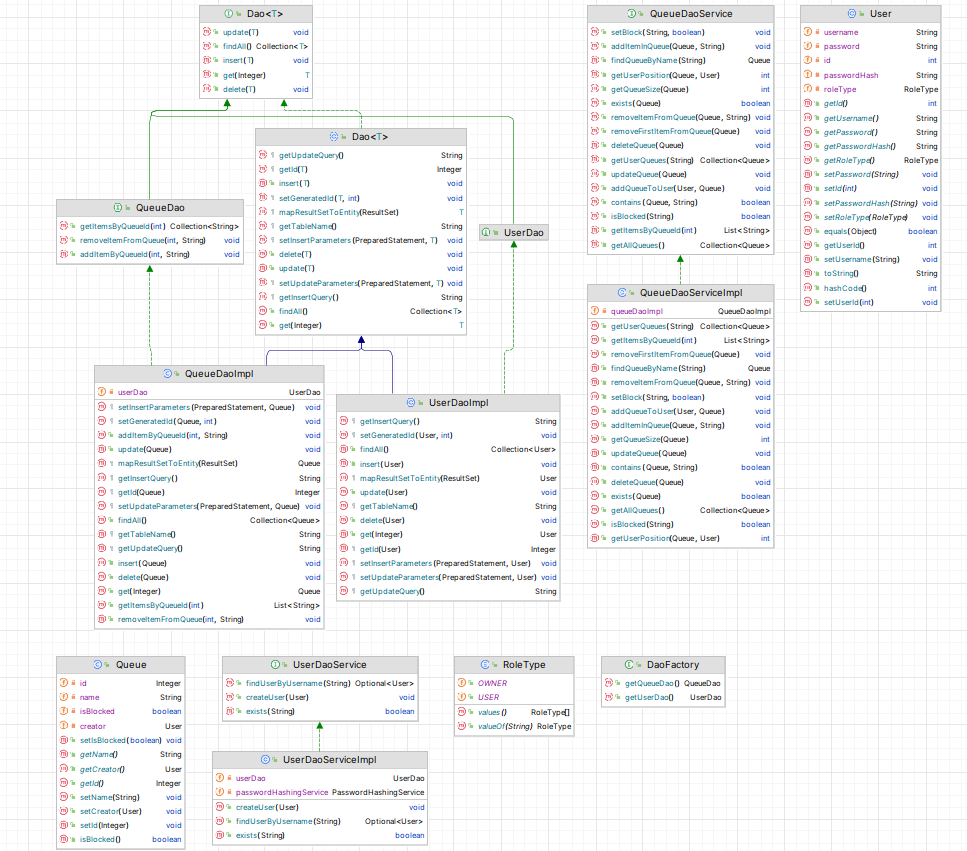 Dao<T>
update(T) void
findAll() Collection<T>
insert(T) void
get(Integer) T
delete(T) void
QueueDaoService
setBlock(String, boolean) void
addItemInQueue(Queue, String) void
findQueueByName(String) Queue
getUserPosition(Queue, User) int
getQueueSize(Queue) int
exists(Queue) boolean
removeItemFromQueue(Queue, String) void
removeFirstItemFromQueue(Queue) void
deleteQueue(Queue) void
getUserQueues(String) Collection<Queue>
updateQueue(Queue) void
addQueueToUser(User, Queue) void
contains(Queue, String) boolean
isBlocked(String) boolean
getItemsByQueueId(int) List<String>
getAllQueues() Collection<Queue>
User
username String
password String
id int
passwordHash String
roleType RoleType
getId() int
getUsername() String
getPassword() String
getPasswordHash() String
getRoleType() RoleType
setPassword(String) void
setId(int) void
setPasswordHash(String) void
setRoleType(RoleType) void
equals(Object) boolean
getUserId() int
setUsername(String) void
toString() String
hashCode() int
setUserId(int) void
Dao<T>
getUpdateQuery() String
getId(T) Integer
insert(T) void
setGeneratedId(T, int) void
mapResultSetToEntity(ResultSet) T
getTableName() String
setInsertParameters(PreparedStatement, T) void
delete(T) void
update(T) void
setUpdateParameters(PreparedStatement, T) void
getInsertQuery() String
findAll() Collection<T>
get(Integer) T
QueueDao
getItemsByQueueId(int) Collection<String>
removeItemFromQueue(int, String) void
addItemByQueueId(int, String) void
UserDao
QueueDaoServiceImpl
queueDaoImpl QueueDaoImpl
getUserQueues(String) Collection<Queue>
getItemsByQueueId(int) List<String>
removeFirstItemFromQueue(Queue) void
findQueueByName(String) Queue
removeItemFromQueue(Queue, String) void
setBlock(String, boolean) void
addQueueToUser(User, Queue) void
addItemInQueue(Queue, String) void
getQueueSize(Queue) int
updateQueue(Queue) void
contains(Queue, String) boolean
deleteQueue(Queue) void
exists(Queue) boolean
getAllQueues() Collection<Queue>
isBlocked(String) boolean
getUserPosition(Queue, User) int
QueueDaoImpl
userDao UserDao
setInsertParameters(PreparedStatement, Queue) void
setGeneratedId(Queue, int) void
addItemByQueueId(int, String) void
update(Queue) void
mapResultSetToEntity(ResultSet) Queue
getInsertQuery() String
getId(Queue) Integer
setUpdateParameters(PreparedStatement, Queue) void
findAll() Collection<Queue>
getTableName() String
getUpdateQuery() String
insert(Queue) void
delete(Queue) void
get(Integer) Queue
getItemsByQueueId(int) List<String>
removeItemFromQueue(int, String) void
UserDaoImpl
getInsertQuery() String
setGeneratedId(User, int) void
findAll() Collection<User>
insert(User) void
mapResultSetToEntity(ResultSet) User
update(User) void
getTableName() String
delete(User) void
get(Integer) User
getId(User) Integer
setInsertParameters(PreparedStatement, User) void
setUpdateParameters(PreparedStatement, User) void
getUpdateQuery() String
Queue
id Integer
name String
isBlocked boolean
creator User
setIsBlocked(boolean) void
getName() String
getCreator() User
getId() Integer
setName(String) void
setCreator(User) void
setId(Integer) void
isBlocked() boolean
UserDaoService
findUserByUsername(String) Optional<User>
createUser(User) void
exists(String) boolean
RoleType
OWNER
USER
values() RoleType[]
valueOf(String) RoleType
DaoFactory
getQueueDao() QueueDao
getUserDao() UserDao
UserDaoServiceImpl
userDao UserDao
passwordHashingService PasswordHashingService
createUser(User) void
findUserByUsername(String) Optional<User>
exists(String) boolean